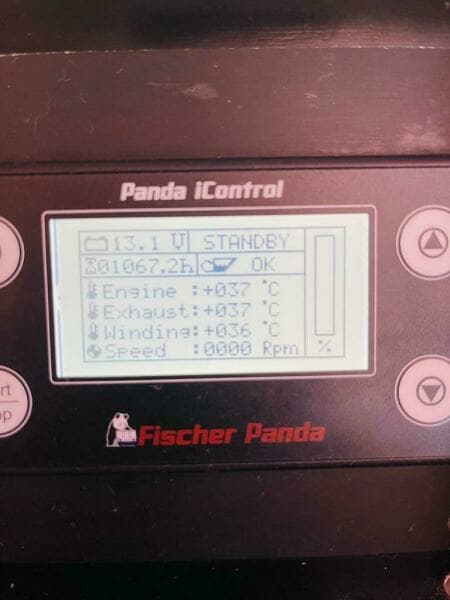 Panda iControl
13.1 V STANDBY
01067.2h OK
Engine :+037 °C
Exhaust:+037 °C
Winding:+036 °C
Speed :0000 Rpm %
Fischer Panda